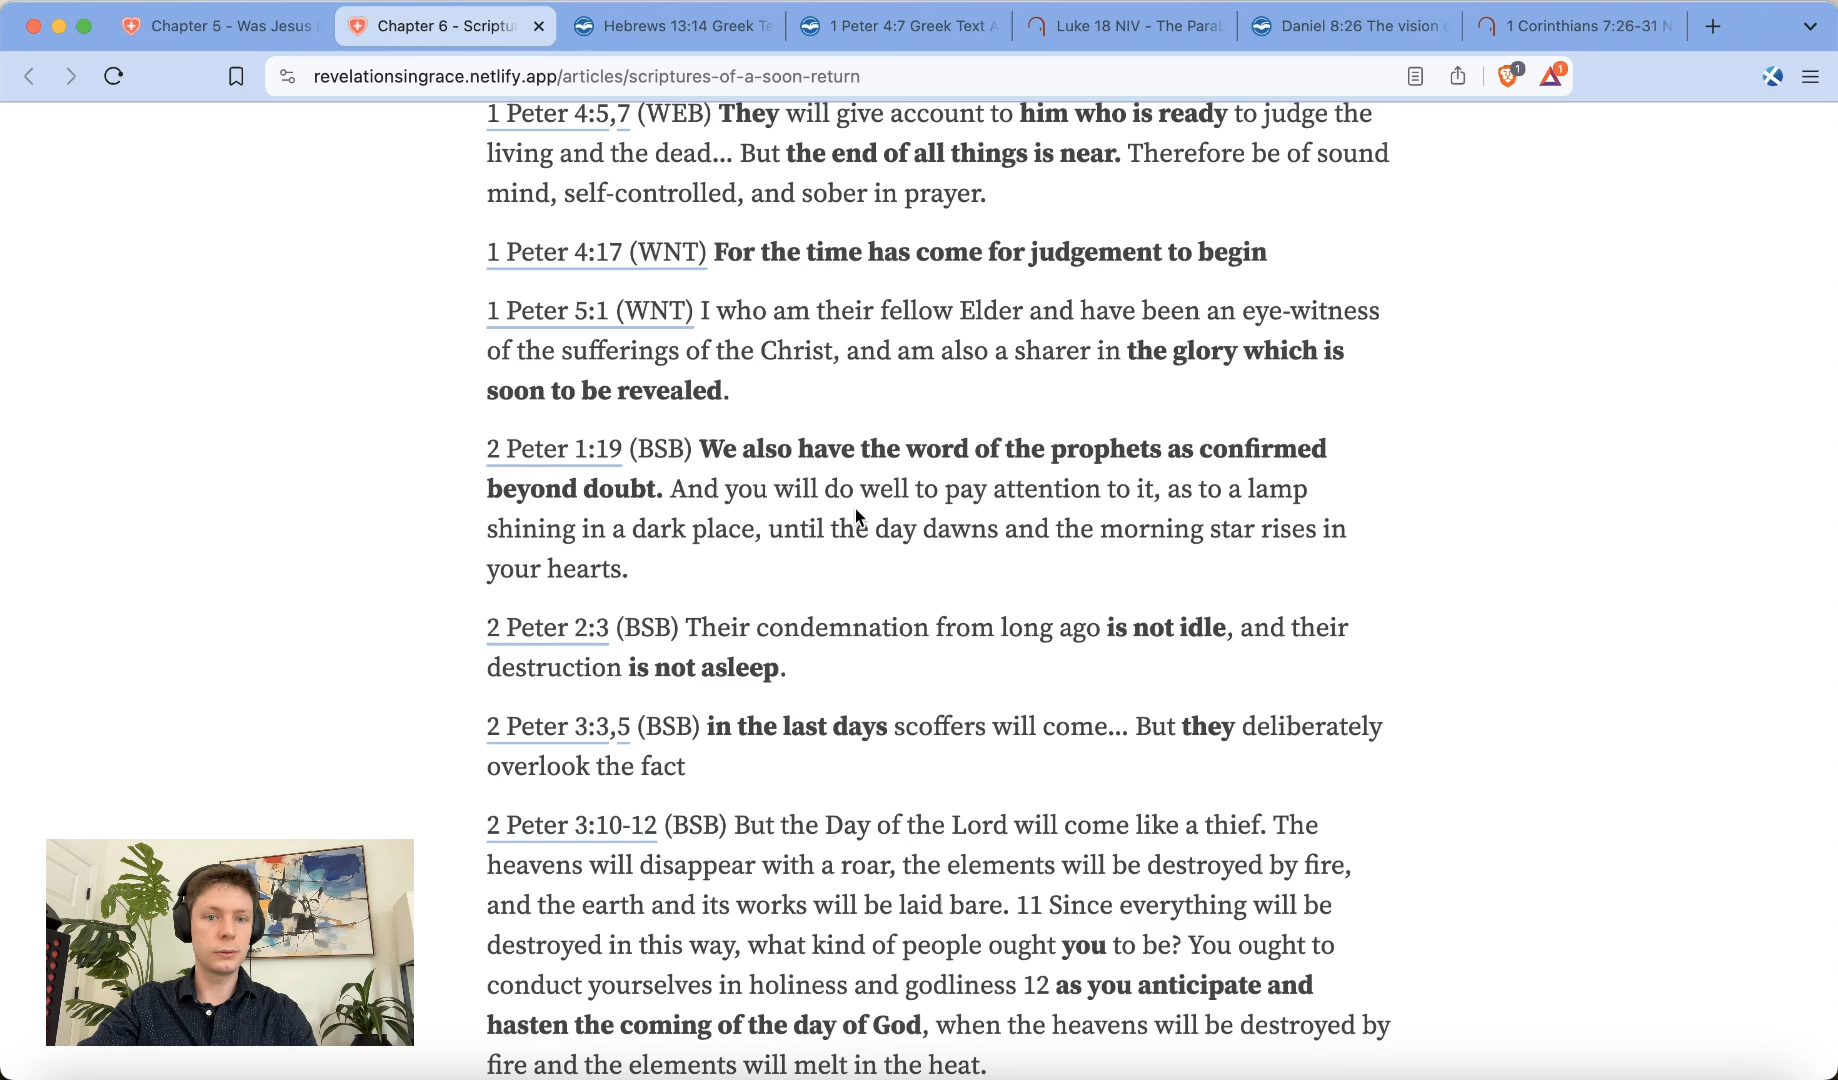 Chapter 5 - Was Jesus
Chapter 6 - Scriptur
Hebrews 13:14 Greek Te
1 Peter 4:7 Greek Text A
Luke 18 NIV - The Parab
Daniel 8:26 The vision o
1 Corinthians 7:26-31 N
revelationsingrace.netlify.app/articles/scriptures-of-a-soon-return
1
1
1 Peter 4:5,7 (WEB) They will give account to him who is ready to judge the
living and the dead... But the end of all things is near. Therefore be of sound
mind, self-controlled, and sober in prayer.
1 Peter 4:17 (WNT) For the time has come for judgement to begin
1 Peter 5:1 (WNT) I who am their fellow Elder and have been an eye-witness
of the sufferings of the Christ, and am also a sharer in the glory which is
soon to be revealed.
2 Peter 1:19 (BSB) We also have the word of the prophets as confirmed
beyond doubt. And you will do well to pay attention to it, as to a lamp
shining in a dark place, until the day dawns and the morning star rises in
your hearts.
2 Peter 2:3 (BSB) Their condemnation from long ago is not idle, and their
destruction is not asleep.
2 Peter 3:3,5 (BSB) in the last days scoffers will come... But they deliberately
overlook the fact
2 Peter 3:10-12 (BSB) But the Day of the Lord will come like a thief. The
heavens will disappear with a roar, the elements will be destroyed by fire,
and the earth and its works will be laid bare. 11 Since everything will be
destroyed in this way, what kind of people ought you to be? You ought to
conduct yourselves in holiness and godliness 12 as you anticipate and
hasten the coming of the day of God, when the heavens will be destroyed by
fire and the elements will melt in the heat.